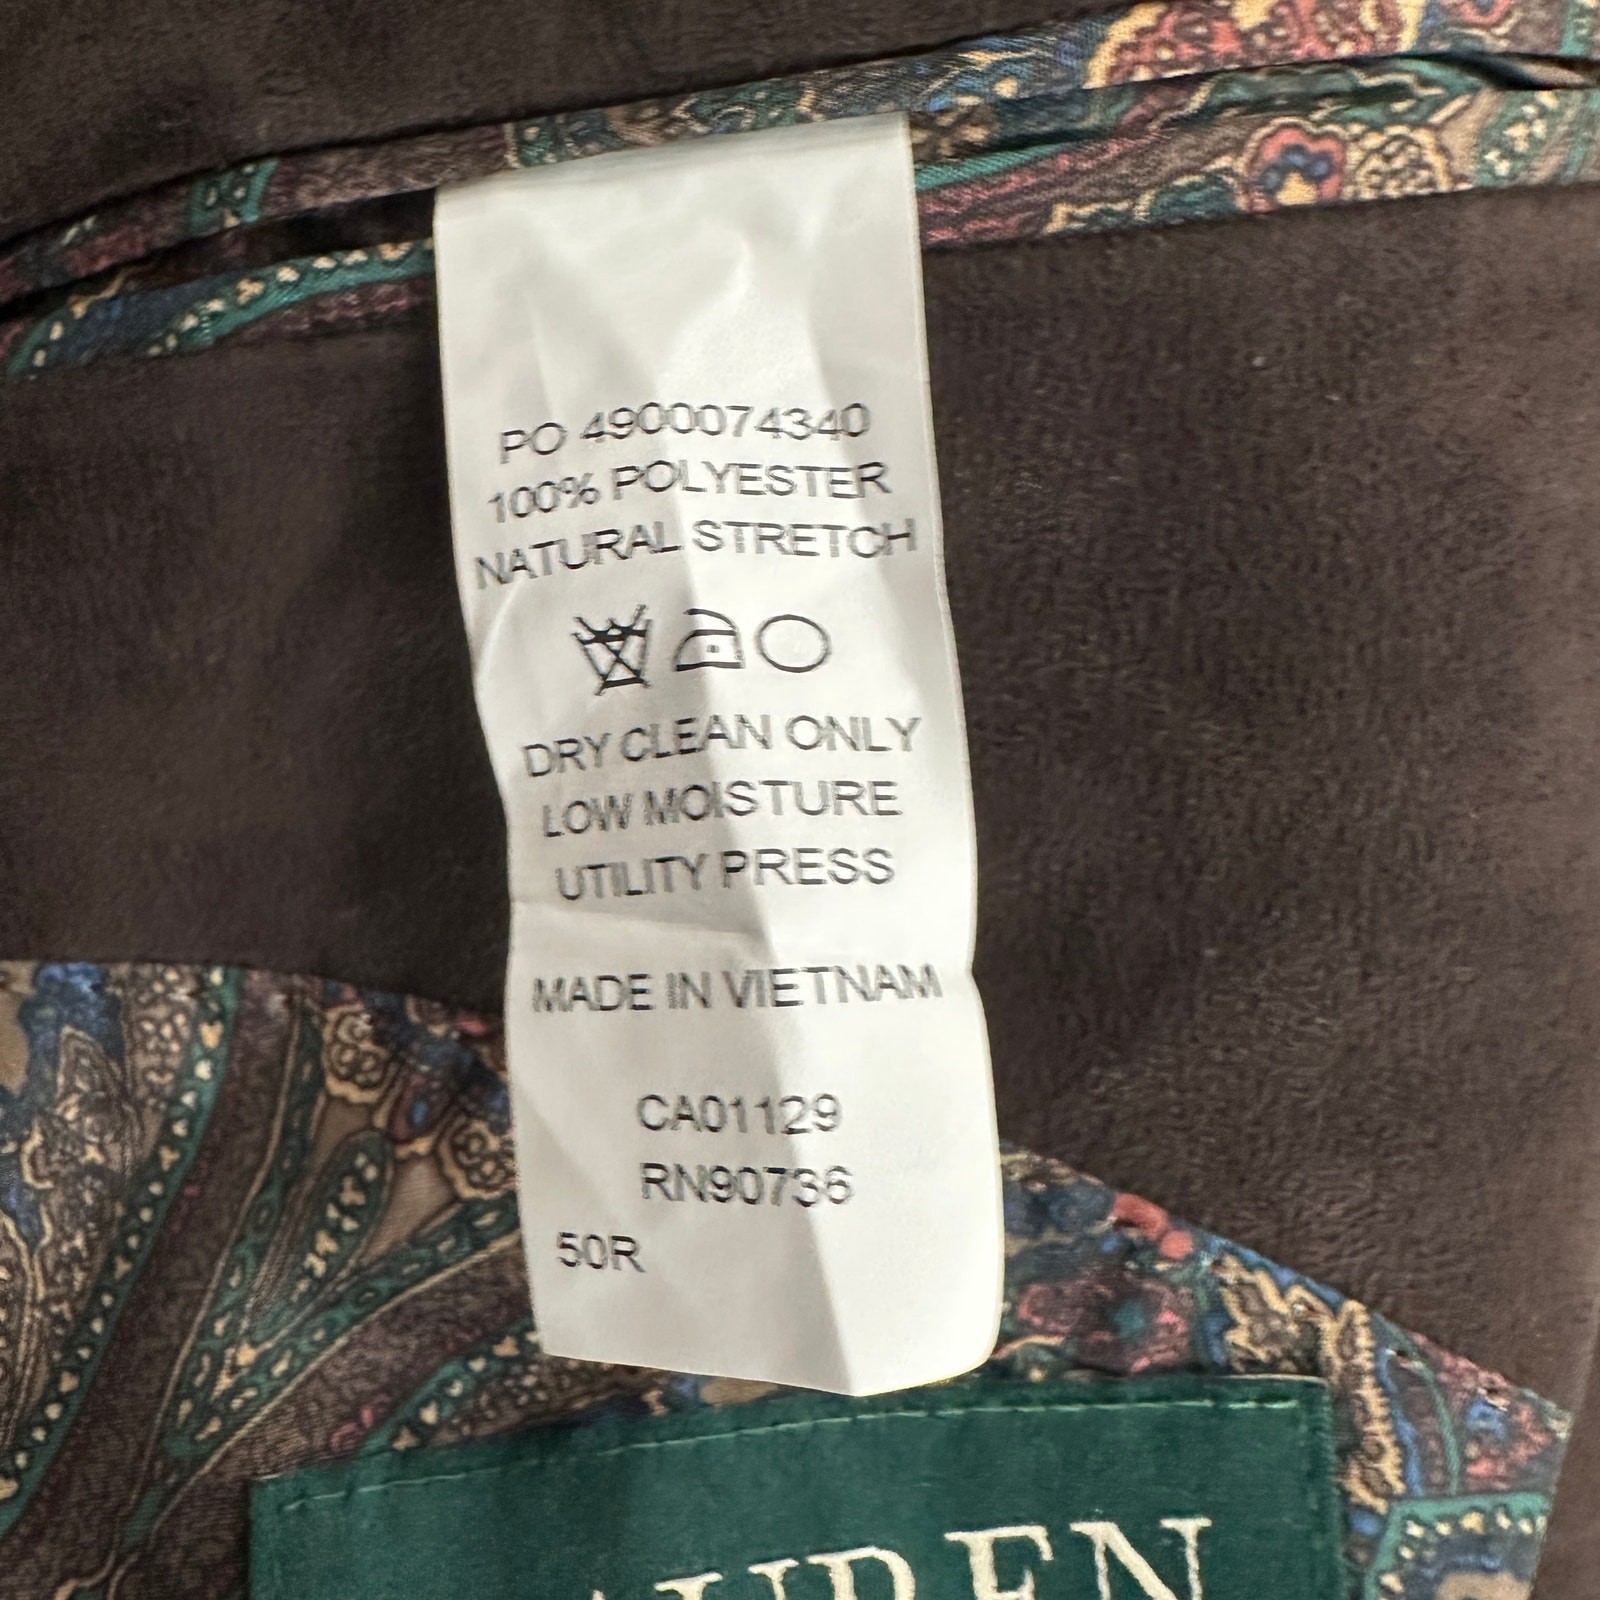 PO 4900074340
100% POLYESTER
NATURAL STRETCH
DRY CLEAN ONLY
LOW MOISTURE
UTILITY PRESS
MADE IN VIETNAM
CA01129
RN90736
50R
LAUREN